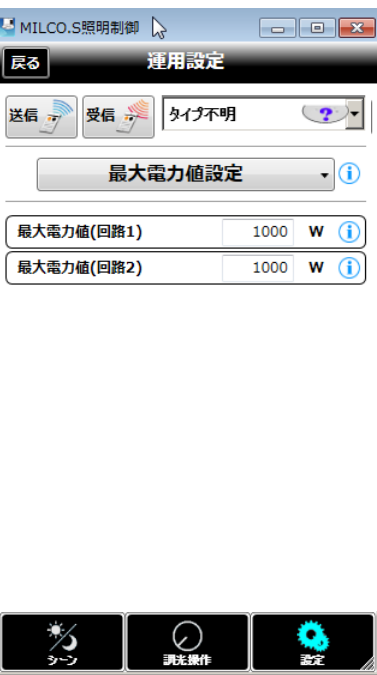 MILCO.S照明制御
戻る 運用設定
送信 受信 タイプ不明 ?
最大電力値設定 i
最大電力値(回路1) 1000 W i
最大電力値(回路2) 1000 W i
シーン 調光操作 設定